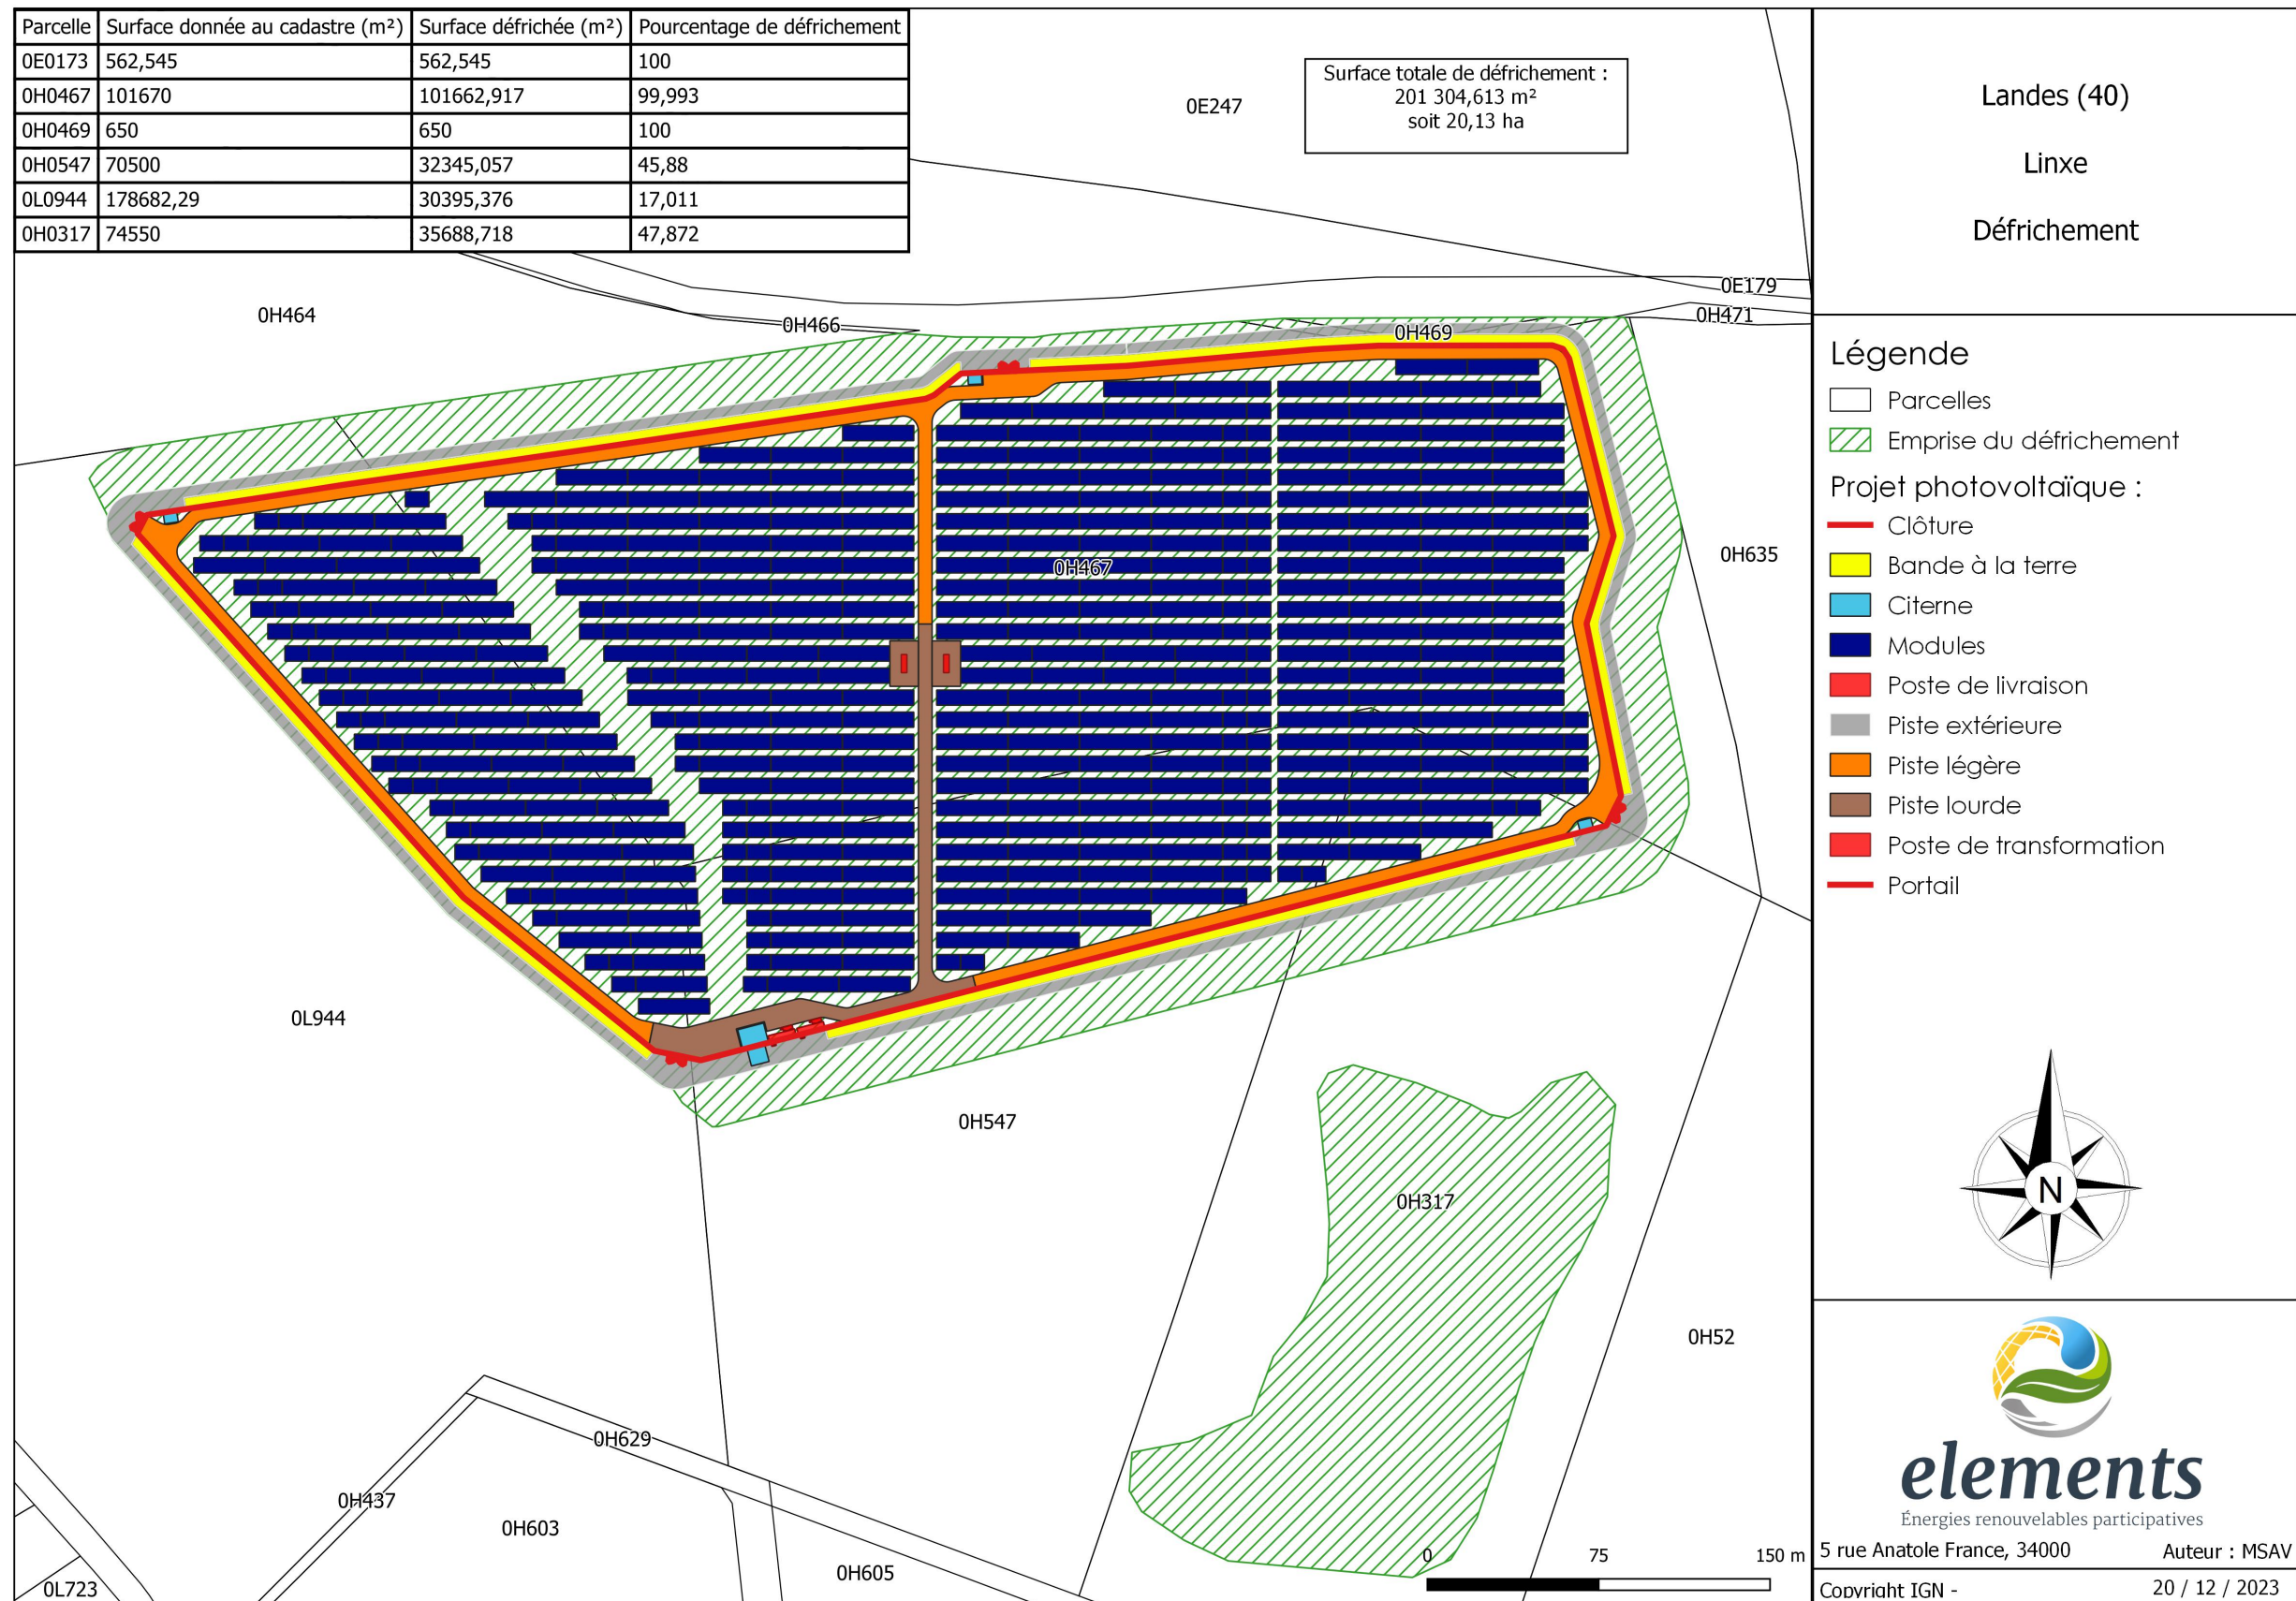 Parcelle Surface donnée au cadastre (m²) Surface défrichée (m²) Pourcentage de défrichement
0E0173 562,545 562,545 100
0H0467 101670 101662,917 99,993
0H0469 650 650 100
0H0547 70500 32345,057 45,88
0L0944 178682,29 30395,376 17,011
0H0317 74550 35688,718 47,872
Surface totale de défrichement :
201 304,613 m²
soit 20,13 ha
0E247
0E179
0H471
0H464
0H466
0H469
0H467
0H635
0L944
0H547
0H317
0H52
0H629
0H437
0H603
0H605
0L723
0 75 150 m
Landes (40)
Linxe
Défrichement
Légende
Parcelles
Emprise du défrichement
Projet photovoltaïque :
Clôture
Bande à la terre
Citerne
Modules
Poste de livraison
Piste extérieure
Piste légère
Piste lourde
Poste de transformation
Portail
N
elements
Énergies renouvelables participatives
5 rue Anatole France, 34000 Auteur : MSAV
Copyright IGN - 20 / 12 / 2023